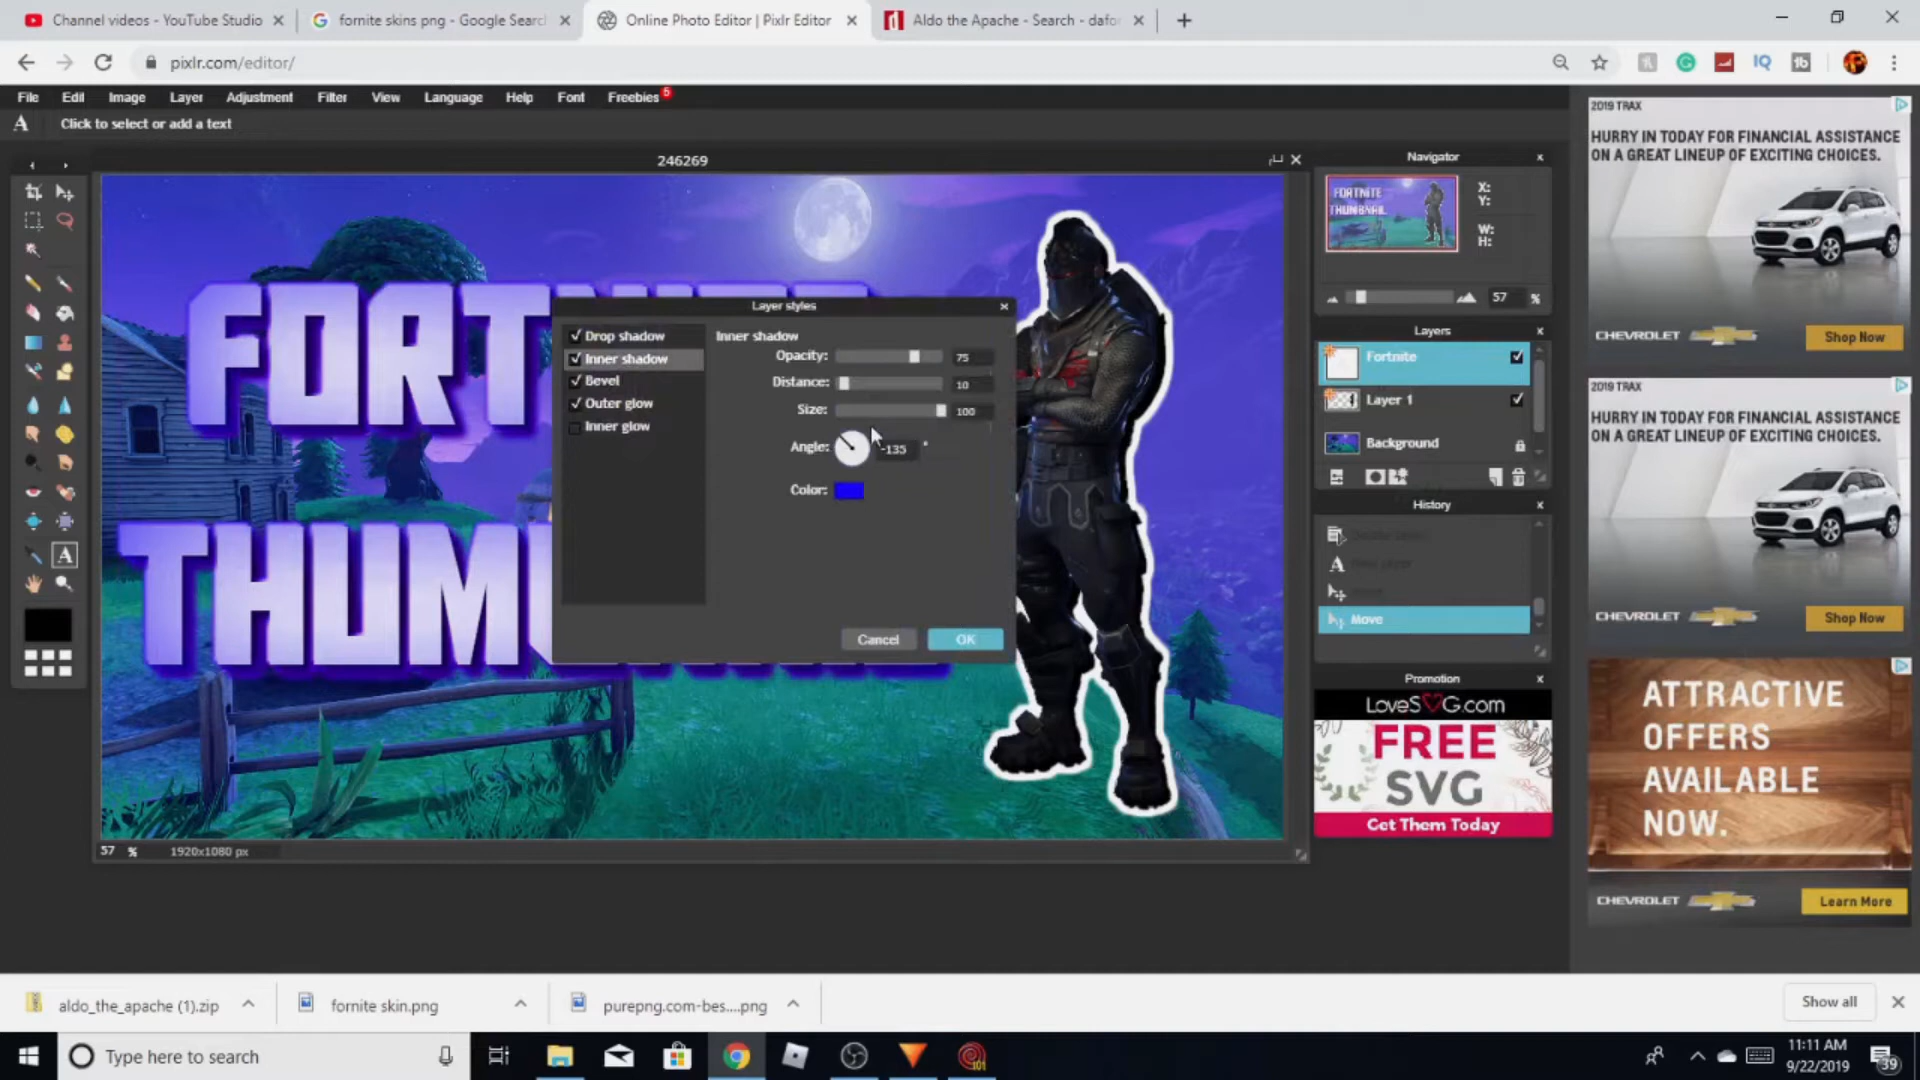 Channel videos - YouTube Studio
fornite skins png - Google Searc
Online Photo Editor | Pixlr Editor
Aldo the Apache - Search - dafo
pixlr.com/editor/
File Edit Image Layer Adjustment Filter View Language Help Font Freebies 5
A Click to select or add a text
246269
FORT
THUM
Layer styles
Drop shadow
Inner shadow
Bevel
Outer glow
Inner glow
Inner shadow
Opacity: 75
Distance: 10
Size: 100
Angle: -135 °
Color:
Cancel OK
57 % 1920x1080 px
Navigator
FORTNITE
THUMBNAIL
X:
Y:
W:
H:
57 %
Layers
Fortnite
Layer 1
Background
History
Move
Promotion
LoveSVG.com
FREE
SVG
Get Them Today
2019 TRAX
HURRY IN TODAY FOR FINANCIAL ASSISTANCE
ON A GREAT LINEUP OF EXCITING CHOICES.
CHEVROLET Shop Now
2019 TRAX
HURRY IN TODAY FOR FINANCIAL ASSISTANCE
ON A GREAT LINEUP OF EXCITING CHOICES.
CHEVROLET Shop Now
ATTRACTIVE
OFFERS
AVAILABLE
NOW.
CHEVROLET Learn More
aldo_the_apache (1).zip
fornite skin.png
purepng.com-bes....png
Show all
Type here to search
11:11 AM
9/22/2019
39